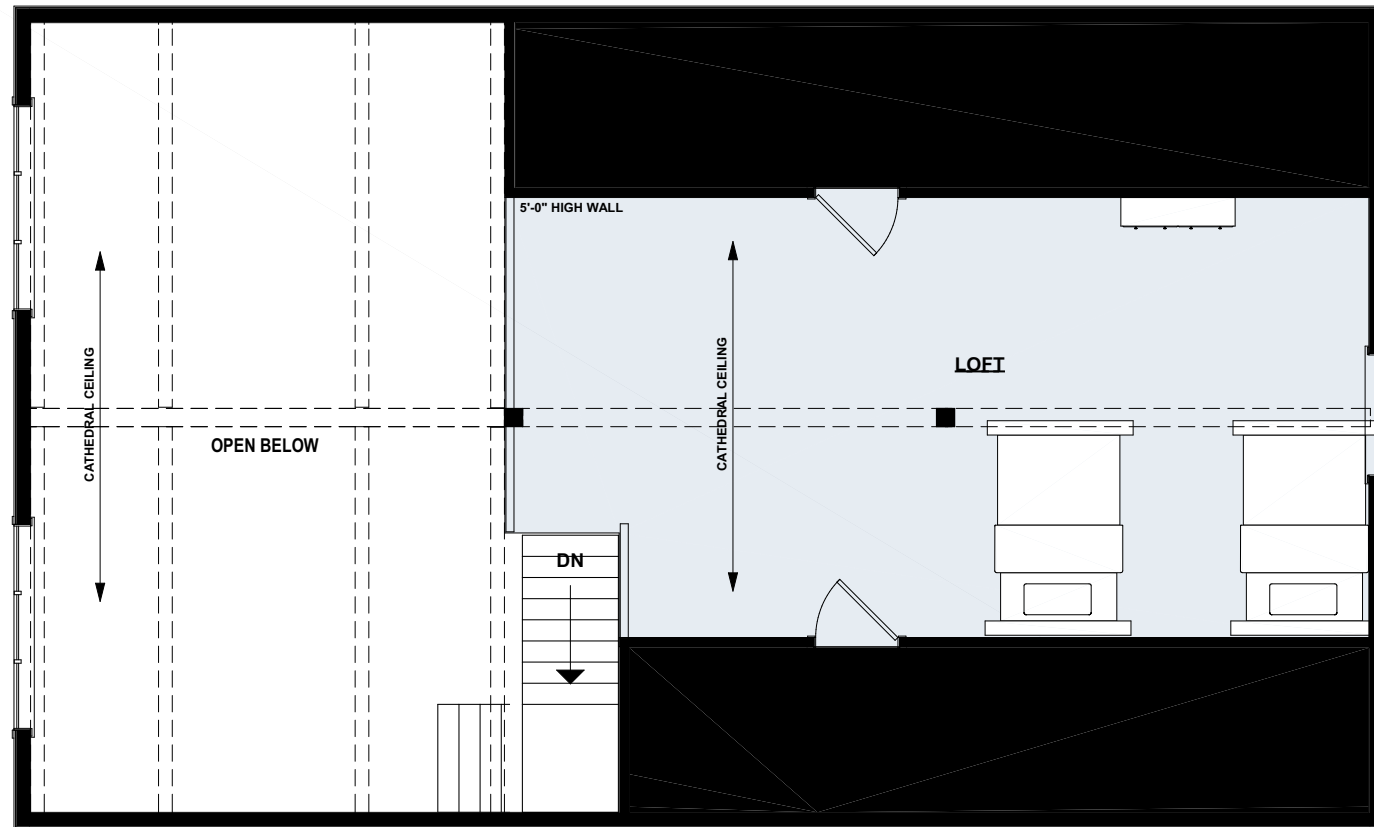 5'-0" HIGH WALL
CATHEDRAL CEILING
CATHEDRAL CEILING
LOFT
OPEN BELOW
DN